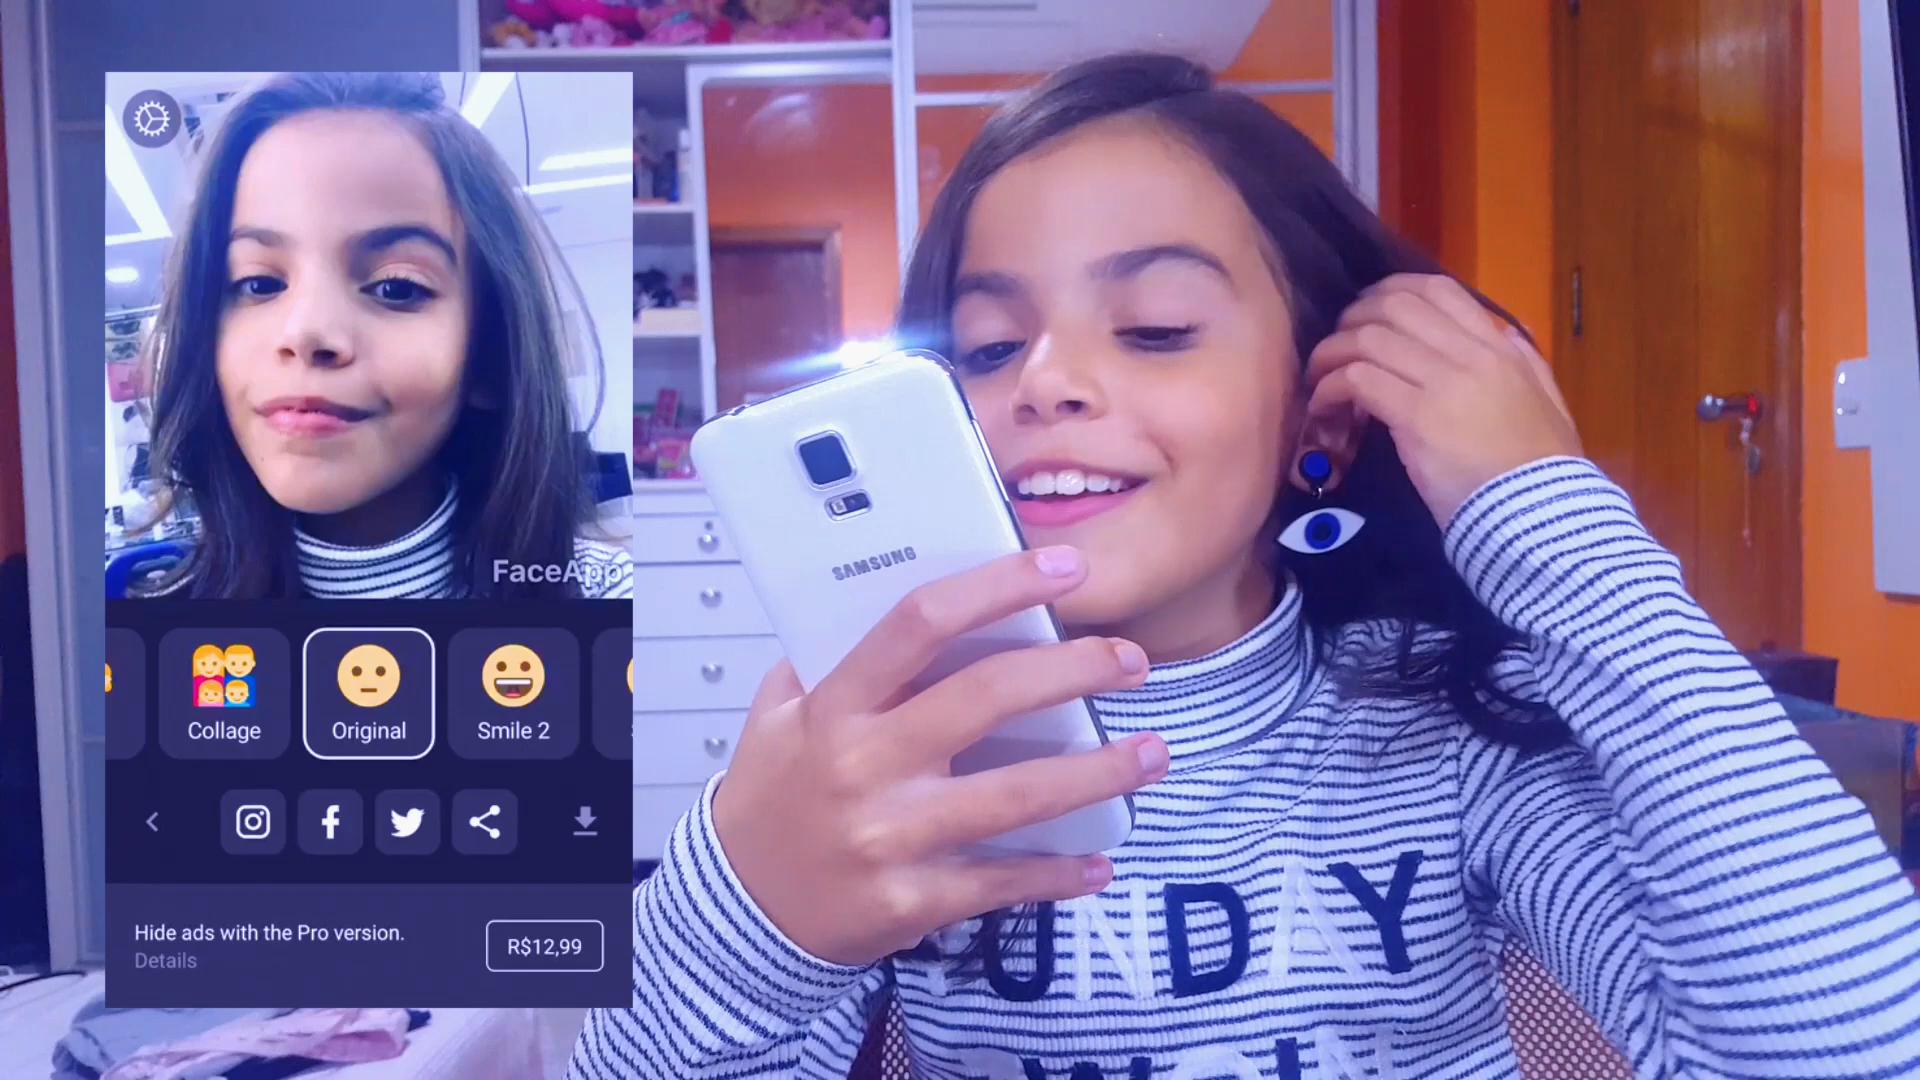 FaceApp
Collage
Original
Smile 2
Hide ads with the Pro version.
Details
R$12,99
SAMSUNG
UNDAY